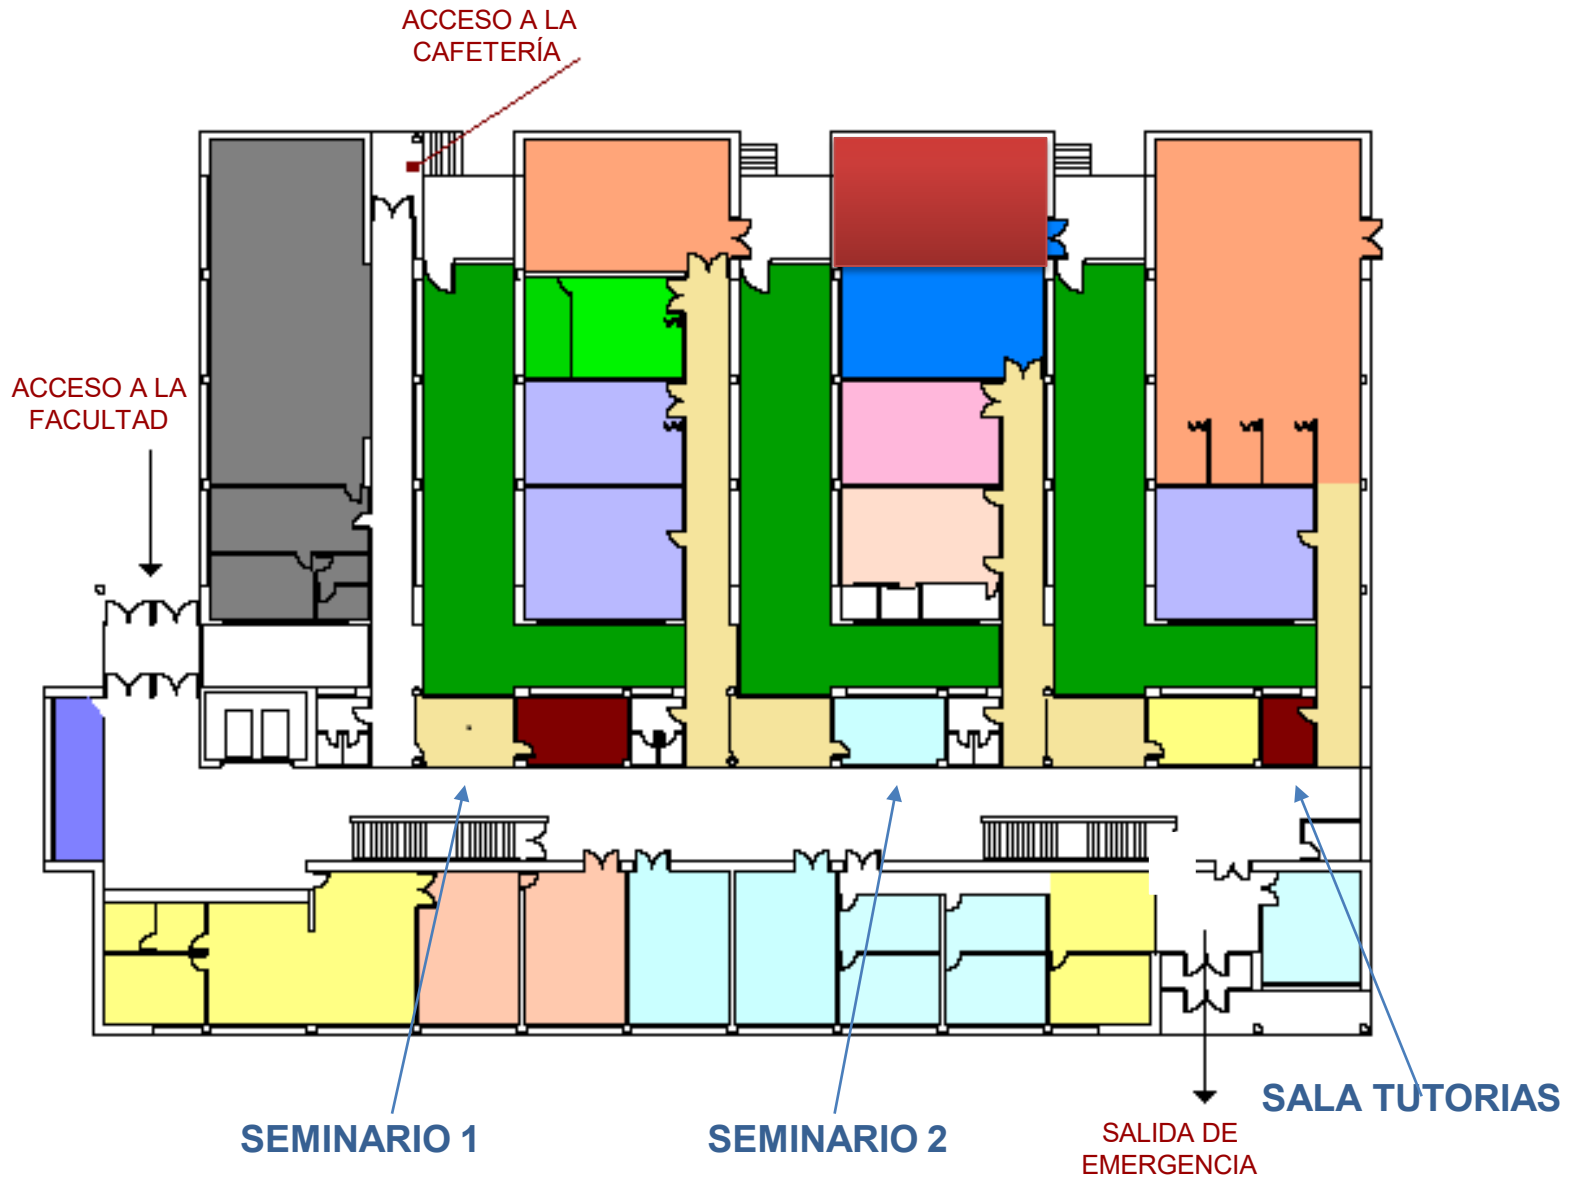 ACCESO A LA
CAFETERÍA
ACCESO A LA
FACULTAD
SEMINARIO 1
SEMINARIO 2
SALA TUTORIAS
SALIDA DE
EMERGENCIA